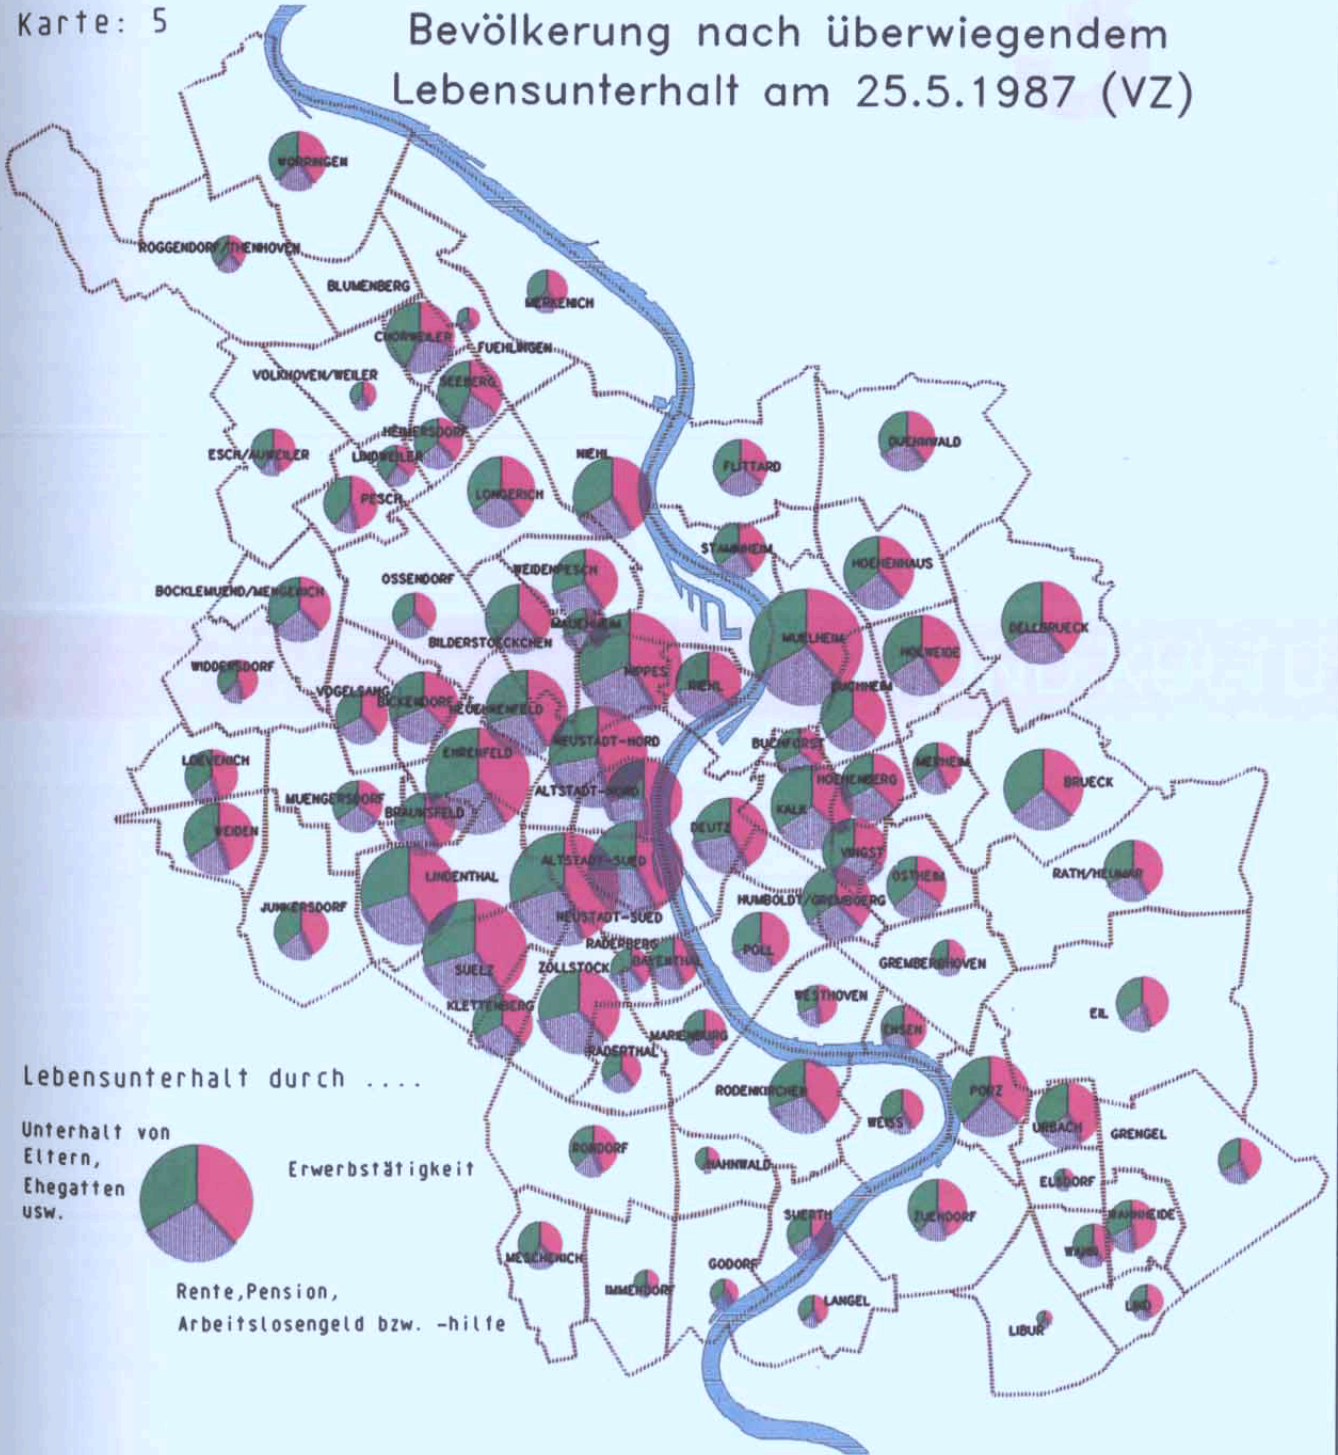 Karte: 5
Bevölkerung nach überwiegendem
Lebensunterhalt am 25.5.1987 (VZ)
WORRINGEN
ROGGENDORF/THENHOVEN
BLUMENBERG
MERKENICH
CHORWEILER
FUEHLINGEN
VOLKHOVEN/WEILER
SEEBERG
HEIMERSDORF
ESCH/AUWEILER
LINDWEILER
NIEHL
FLITTARD
DUENNWALD
PESCH
LONGERICH
STAMMHEIM
HOEHENHAUS
WEIDENPESCH
OSSENDORF
BOCKLEMUEND/MENGENICH
MAUENHEIM
DELLBRUECK
BILDERSTOECKCHEN
MUELHEIM
HOLWEIDE
WIDDERSDORF
NIPPES
RIEHL
BUCHHEIM
VOGELSANG
BICKENDORF
NEUEHRENFELD
NEUSTADT-NORD
BUCHFORST
EHRENFELD
LOEVENICH
MERHEIM
HOEHENBERG
BRUECK
ALTSTADT-NORD
MUENGERSDORF
BRAUNSFELD
KALK
WEIDEN
DEUTZ
VINGST
ALTSTADT-SUED
LINDENTHAL
OSTHEIM
RATH/HEUMAR
HUMBOLDT/GREMBERG
JUNKERSDORF
NEUSTADT-SUED
RADERBERG
POLL
BAYENTHAL
GREMBERGHOVEN
SUELZ
ZOLLSTOCK
WESTHOVEN
KLETTENBERG
EIL
ENSEN
MARIENBURG
RADERTHAL
Lebensunterhalt durch ....
RODENKIRCHEN
PORZ
WEISS
URBACH
GRENGEL
Unterhalt von
Eltern,
Ehegatten
usw.
Erwerbstätigkeit
RONDORF
HAHNWALD
ELSDORF
SUERTH
ZUENDORF
WAHNHEIDE
WAHN
MESCHENICH
GODORF
IMMENDORF
LANGEL
LIND
LIBUR
Rente,Pension,
Arbeitslosengeld bzw. -hilfe